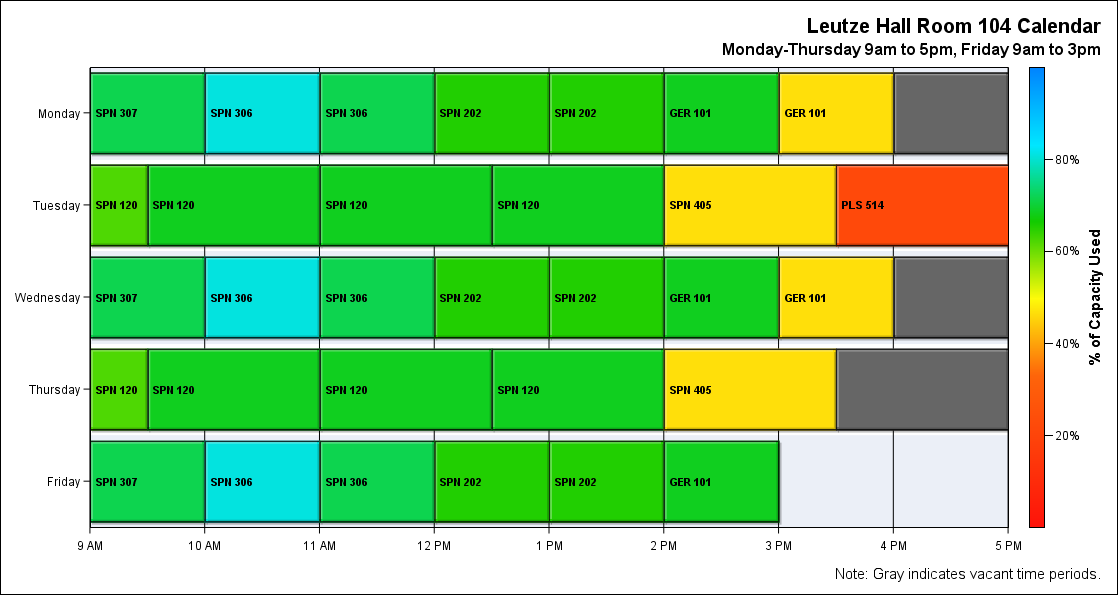 Leutze Hall Room 104 Calendar
Monday-Thursday 9am to 5pm, Friday 9am to 3pm
Monday SPN 307 SPN 306 SPN 306 SPN 202 SPN 202 GER 101 GER 101
Tuesday SPN 120 SPN 120 SPN 120 SPN 120 SPN 405 PLS 514
Wednesday SPN 307 SPN 306 SPN 306 SPN 202 SPN 202 GER 101 GER 101
Thursday SPN 120 SPN 120 SPN 120 SPN 120 SPN 405
Friday SPN 307 SPN 306 SPN 306 SPN 202 SPN 202 GER 101
9 AM 10 AM 11 AM 12 PM 1 PM 2 PM 3 PM 4 PM 5 PM
80%
60%
40%
20%
% of Capacity Used
Note: Gray indicates vacant time periods.